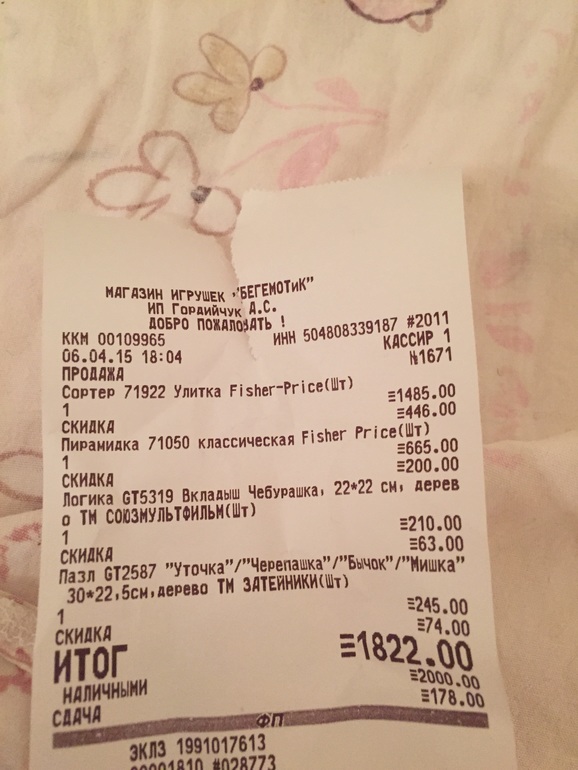 МАГАЗИН ИГРУШЕК "БЕГЕМОТиК"
ИП Гордийчук А.С.
ДОБРО ПОЖАЛОВАТЬ !
ККМ 00109965 ИНН 504808339187 #2011
06.04.15 18:04 КАССИР 1
ПРОДАЖА №1671
Сортер 71922 Улитка Fisher-Price(Шт)
1 ≡1485.00
СКИДКА ≡446.00
Пирамидка 71050 классическая Fisher Price(Шт)
1 ≡665.00
СКИДКА ≡200.00
Логика GT5319 Вкладыш Чебурашка, 22*22 см, дерев
о ТМ СОЮЗМУЛЬТФИЛЬМ(Шт)
1 ≡210.00
СКИДКА ≡63.00
Пазл GT2587 "Уточка"/"Черепашка"/"Бычок"/"Мишка"
30*22,5см,дерево ТМ ЗАТЕЙНИКИ(Шт)
1 ≡245.00
СКИДКА ≡74.00
ИТОГ ≡1822.00
НАЛИЧНЫМИ ≡2000.00
СДАЧА ≡178.00
ФП
ЭКЛЗ 1991017613
00001810 #028773